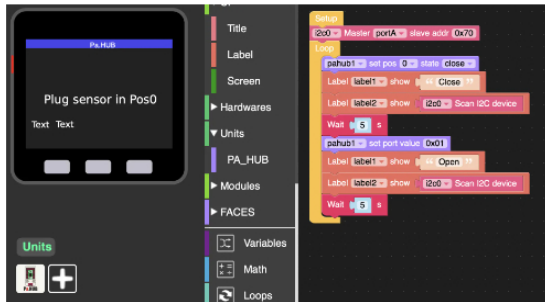 Pa.HUB
Plug sensor in Pos0
Text Text
Units
Pa.HUB
Title
Label
Screen
Hardwares
Units
PA_HUB
Modules
FACES
Variables
Math
Loops
Setup
i2c0 Master portA slave addr 0x70
Loop
pahub1 set pos 0 state close
Label label1 show “ Close ”
Label label2 show i2c0 Scan I2C device
Wait 5 s
pahub1 set port value 0x01
Label label1 show “ Open ”
Label label2 show i2c0 Scan I2C device
Wait 5 s